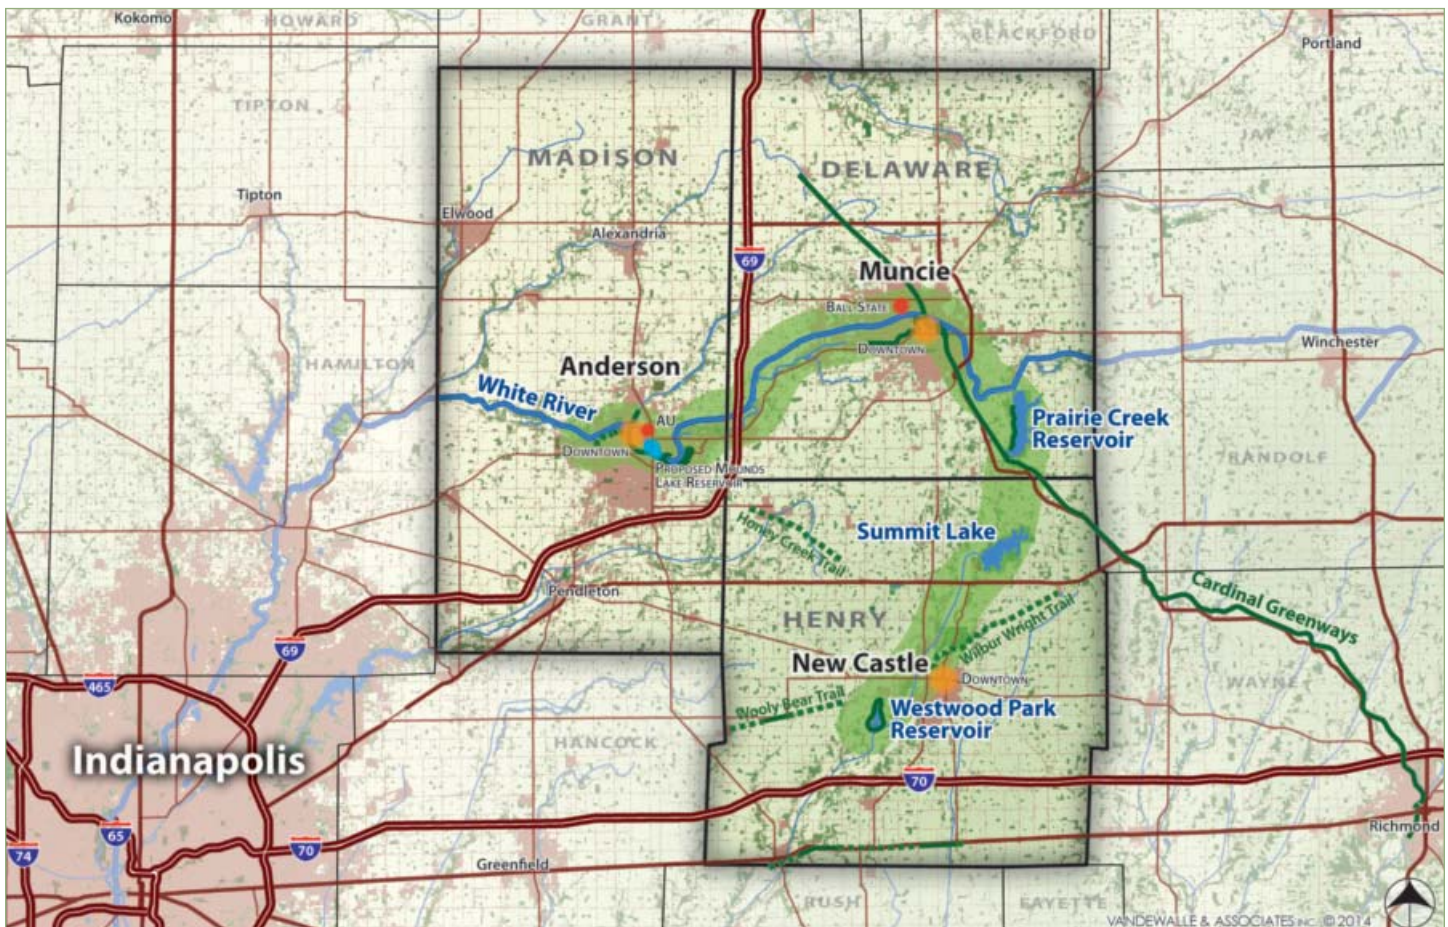 Kokomo
HOWARD
GRANT
BLACKFORD
Portland
TIPTON
JAY
MADISON
DELAWARE
Tipton
Elwood
Alexandria
69
Muncie
BALL STATE
DOWNTOWN
Winchester
HAMILTON
Anderson
White River
AU
DOWNTOWN
PROPOSED MOUNDS
LAKE RESERVOIR
Prairie Creek
Reservoir
RANDOLF
Honey Creek Trail
Summit Lake
Pendleton
Cardinal Greenways
HENRY
Wilbur Wright Trail
69
New Castle
DOWNTOWN
465
Wooly Bear Trail
Westwood Park
Reservoir
WAYNE
HANCOCK
Indianapolis
70
65
74
70
Richmond
Greenfield
RUSH
FAYETTE
VANDEWALLE & ASSOCIATES INC. © 2014